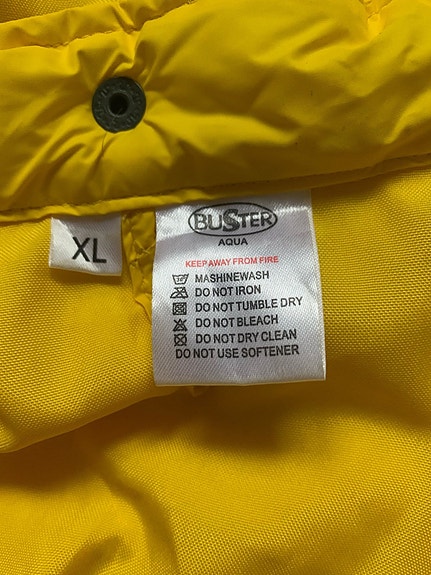 XL
BUSTER
AQUA
KEEP AWAY FROM FIRE
MASHINEWASH
DO NOT IRON
DO NOT TUMBLE DRY
DO NOT BLEACH
DO NOT DRY CLEAN
DO NOT USE SOFTENER